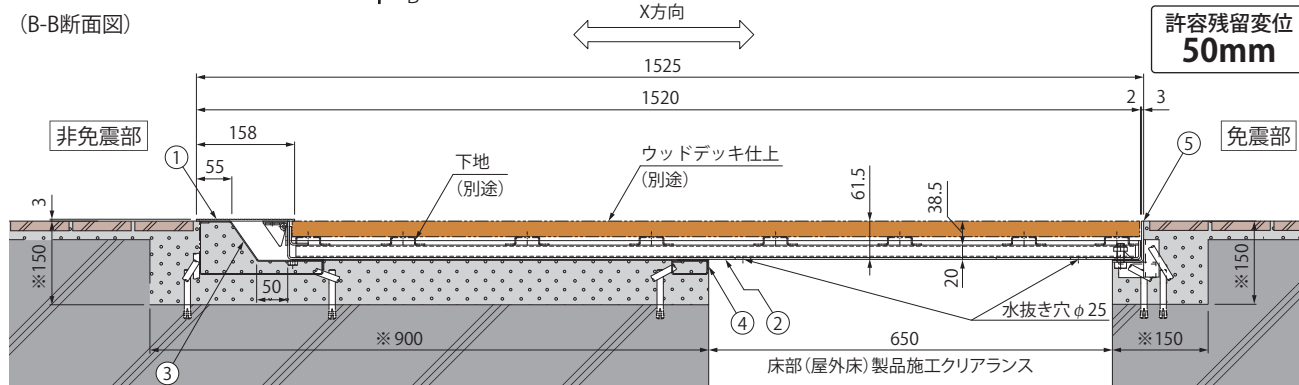 (B-B断面図)
X方向
許容残留変位
50mm
1525
1520
2
3
非免震部
158
免震部
①
55
下地
(別途)
ウッドデッキ仕上
(別途)
⑤
3
61.5
38.5
※150
50
20
※150
水抜き穴φ25
④
②
※900
650
※150
③
床部(屋外床)製品施工クリアランス